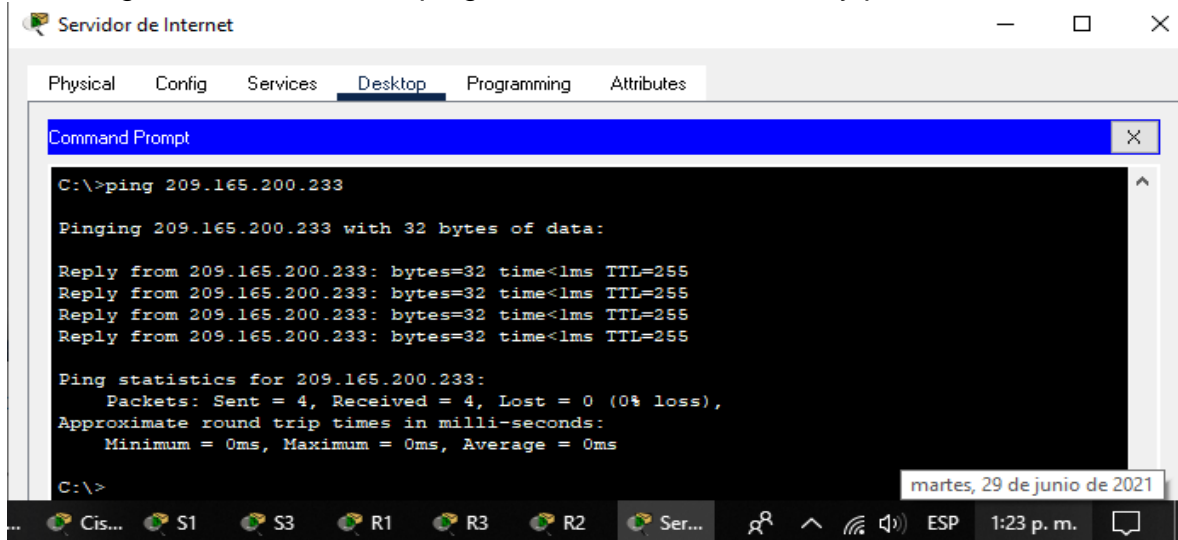 Servidor de Internet
Physical Config Services Desktop Programming Attributes
Command Prompt
C:\>ping 209.165.200.233
Pinging 209.165.200.233 with 32 bytes of data:
Reply from 209.165.200.233: bytes=32 time<1ms TTL=255
Reply from 209.165.200.233: bytes=32 time<1ms TTL=255
Reply from 209.165.200.233: bytes=32 time<1ms TTL=255
Reply from 209.165.200.233: bytes=32 time<1ms TTL=255
Ping statistics for 209.165.200.233:
Packets: Sent = 4, Received = 4, Lost = 0 (0% loss),
Approximate round trip times in milli-seconds:
Minimum = 0ms, Maximum = 0ms, Average = 0ms
C:\>
martes, 29 de junio de 2021
... Cis... S1 S3 R1 R3 R2 Ser... ESP 1:23 p. m.